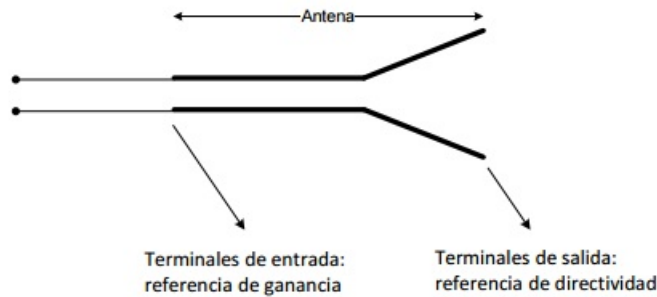 Antena
Terminales de entrada:
referencia de ganancia
Terminales de salida:
referencia de directividad